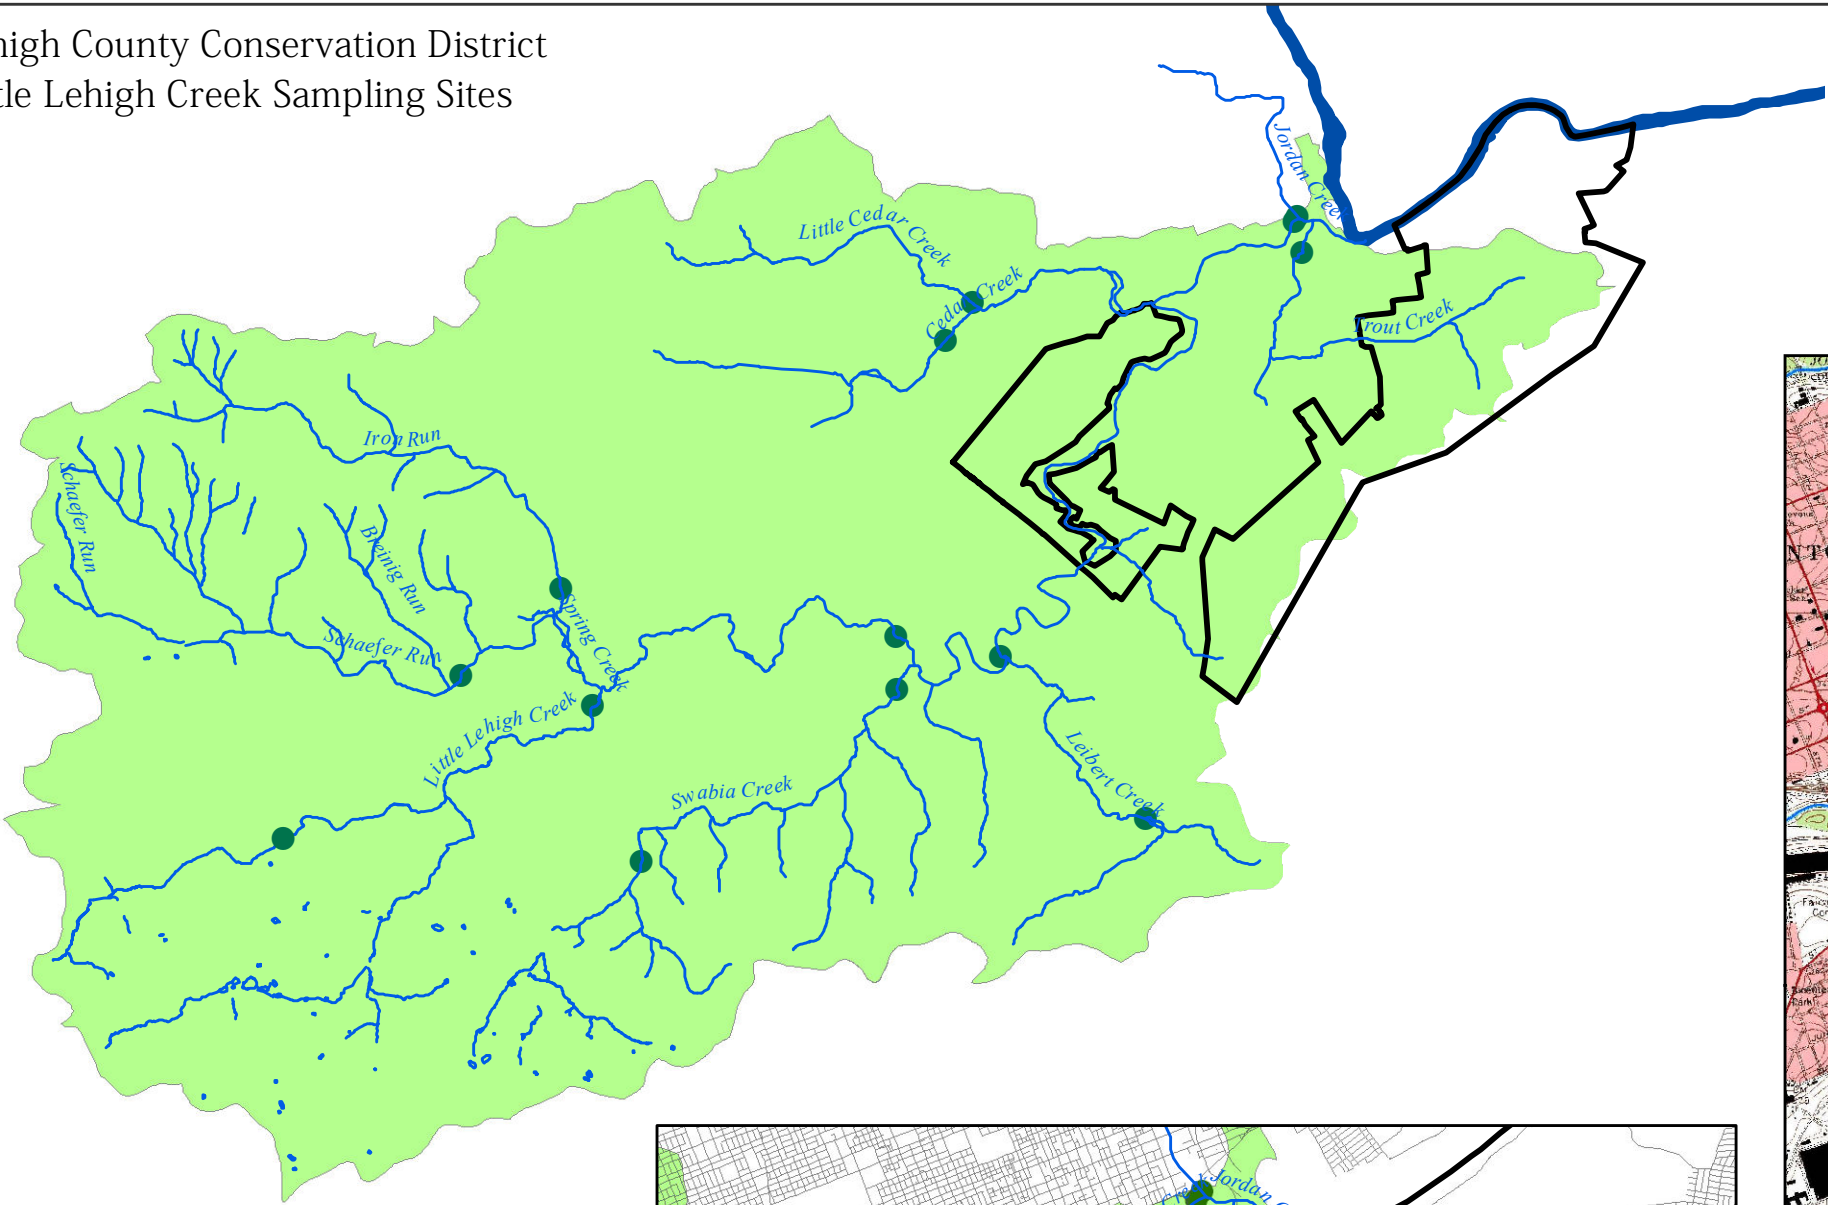 high County Conservation District
tle Lehigh Creek Sampling Sites
Jordan Creek
Little Cedar Creek
Cedar Creek
Trout Creek
Iron Run
Schaefer Run
Breinig Run
Spring Creek
Schaefer Run
Little Lehigh Creek
Leibert Creek
Swabia Creek
Jordan